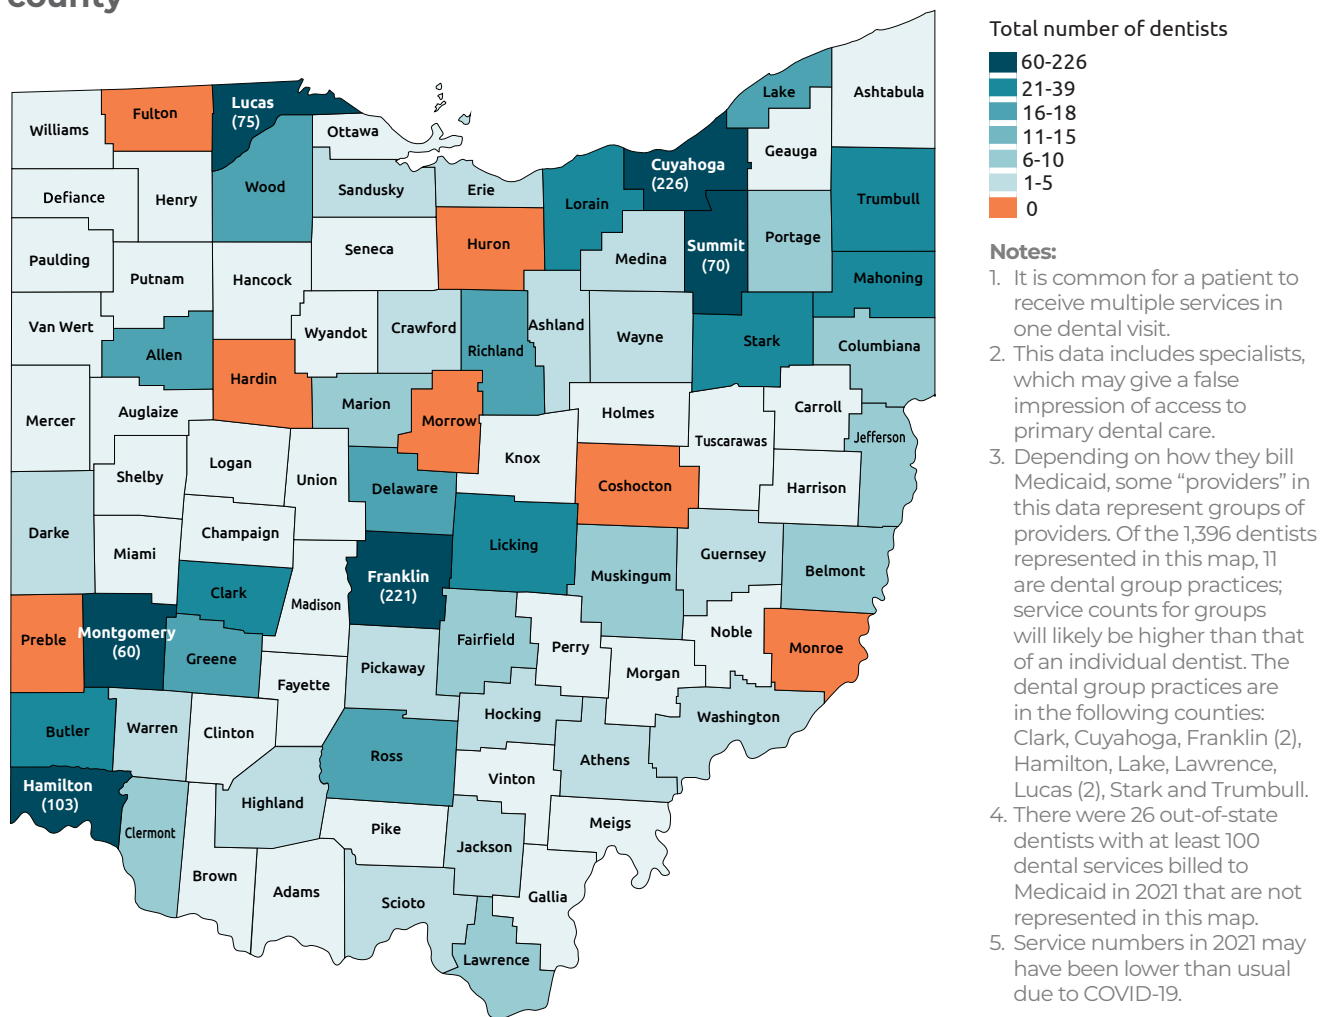 county
Total number of dentists
60-226
21-39
16-18
11-15
6-10
1-5
0
Notes:
1. It is common for a patient to
receive multiple services in
one dental visit.
2. This data includes specialists,
which may give a false
impression of access to
primary dental care.
3. Depending on how they bill
Medicaid, some “providers” in
this data represent groups of
providers. Of the 1,396 dentists
represented in this map, 11
are dental group practices;
service counts for groups
will likely be higher than that
of an individual dentist. The
dental group practices are
in the following counties:
Clark, Cuyahoga, Franklin (2),
Hamilton, Lake, Lawrence,
Lucas (2), Stark and Trumbull.
4. There were 26 out-of-state
dentists with at least 100
dental services billed to
Medicaid in 2021 that are not
represented in this map.
5. Service numbers in 2021 may
have been lower than usual
due to COVID-19.
Williams
Fulton
Lucas
(75)
Ottawa
Lake
Ashtabula
Geauga
Cuyahoga
(226)
Defiance
Henry
Wood
Sandusky
Erie
Lorain
Trumbull
Paulding
Putnam
Hancock
Seneca
Huron
Medina
Summit
(70)
Portage
Mahoning
Van Wert
Allen
Wyandot
Crawford
Richland
Ashland
Wayne
Stark
Columbiana
Hardin
Mercer
Auglaize
Marion
Morrow
Holmes
Carroll
Tuscarawas
Jefferson
Shelby
Logan
Union
Knox
Coshocton
Harrison
Delaware
Darke
Miami
Champaign
Licking
Muskingum
Guernsey
Belmont
Clark
Madison
Franklin
(221)
Preble
Montgomery
(60)
Greene
Fairfield
Perry
Noble
Monroe
Pickaway
Morgan
Fayette
Butler
Warren
Clinton
Hocking
Washington
Ross
Athens
Hamilton
(103)
Vinton
Highland
Clermont
Pike
Meigs
Jackson
Brown
Adams
Scioto
Gallia
Lawrence